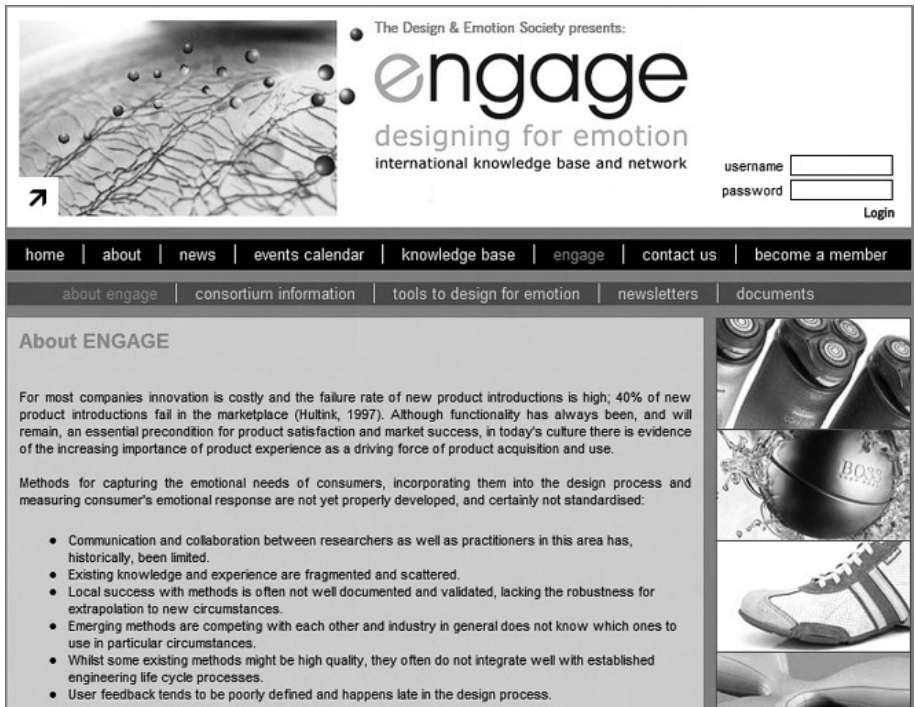 The Design & Emotion Society presents:
engage
designing for emotion
international knowledge base and network
username
password
Login
home | about | news | events calendar | knowledge base | engage | contact us | become a member
about engage | consortium information | tools to design for emotion | newsletters | documents
About ENGAGE
For most companies innovation is costly and the failure rate of new product introductions is high; 40% of new
product introductions fail in the marketplace (Hultink, 1997). Although functionality has always been, and will
remain, an essential precondition for product satisfaction and market success, in today's culture there is evidence
of the increasing importance of product experience as a driving force of product acquisition and use.
Methods for capturing the emotional needs of consumers, incorporating them into the design process and
measuring consumer's emotional response are not yet properly developed, and certainly not standardised:
● Communication and collaboration between researchers as well as practitioners in this area has,
historically, been limited.
● Existing knowledge and experience are fragmented and scattered.
● Local success with methods is often not well documented and validated, lacking the robustness for
extrapolation to new circumstances.
● Emerging methods are competing with each other and industry in general does not know which ones to
use in particular circumstances.
● Whilst some existing methods might be high quality, they often do not integrate well with established
engineering life cycle processes.
● User feedback tends to be poorly defined and happens late in the design process.
BOSS